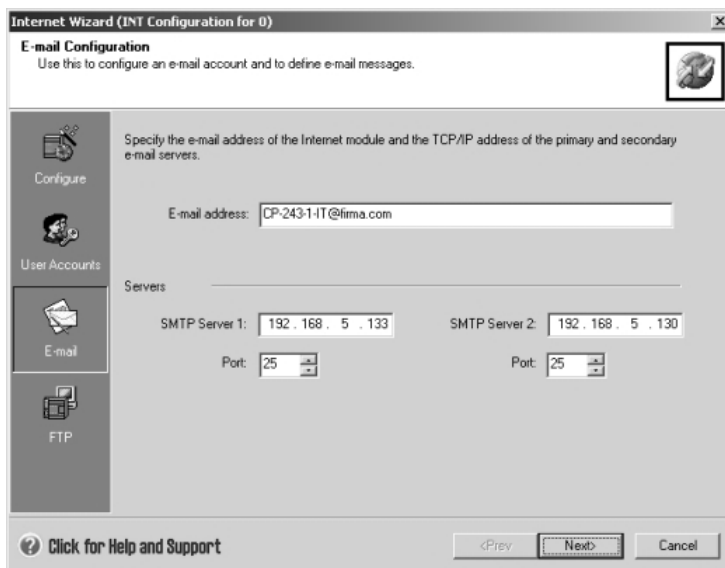 Internet Wizard (INT Configuration for 0)
E-mail Configuration
Use this to configure an e-mail account and to define e-mail messages.
Configure
User Accounts
E-mail
FTP
Specify the e-mail address of the Internet module and the TCP/IP address of the primary and secondary
e-mail servers.
E-mail address: CP-243-1-IT@firma.com
Servers
SMTP Server 1: 192 . 168 . 5 . 133 SMTP Server 2: 192 . 168 . 5 . 130
Port: 25 Port: 25
Click for Help and Support <Prev Next> Cancel